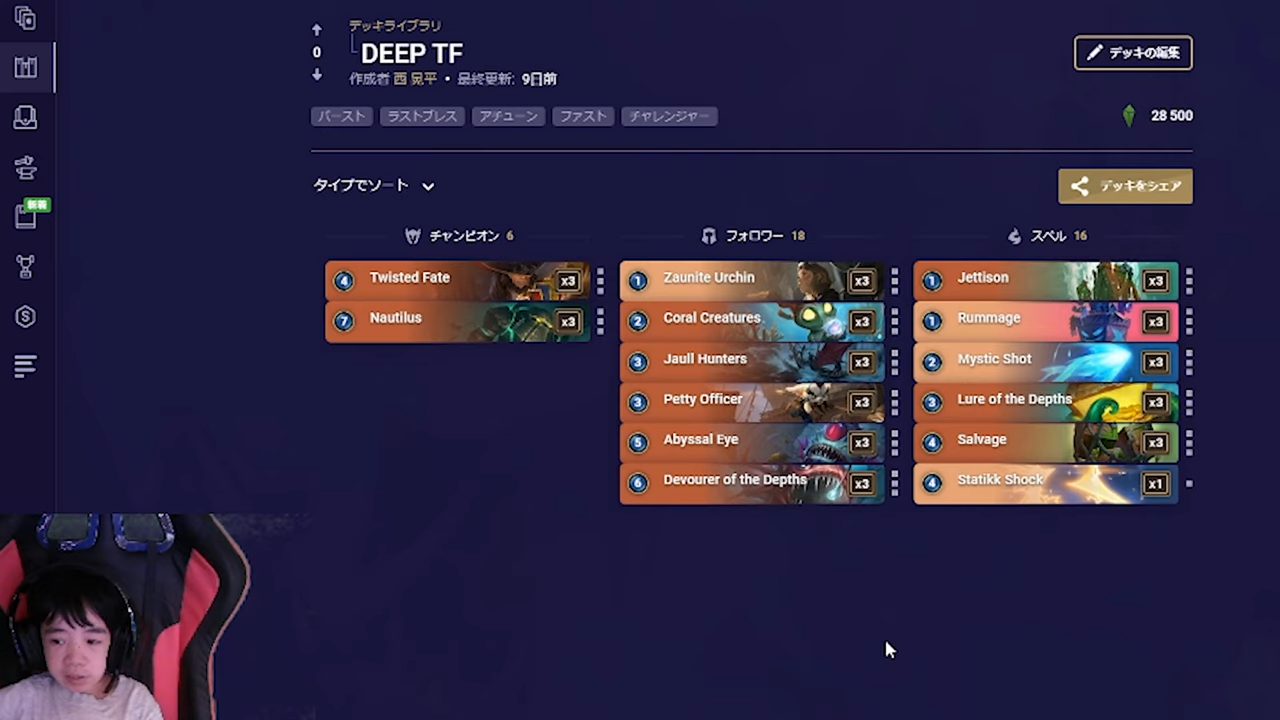 デッキライブラリ
0
DEEP TF
作成者 西 晃平 • 最終更新: 9日前
デッキの編集
バースト ラストブレス アチューン ファスト チャレンジャー
28 500
新着
タイプでソート
デッキをシェア
チャンピオン 6
4 Twisted Fate x3
7 Nautilus x3
フォロワー 18
1 Zaunite Urchin x3
2 Coral Creatures x3
3 Jaull Hunters x3
3 Petty Officer x3
5 Abyssal Eye x3
6 Devourer of the Depths x3
スペル 16
1 Jettison x3
1 Rummage x3
2 Mystic Shot x3
3 Lure of the Depths x3
4 Salvage x3
4 Statikk Shock x1